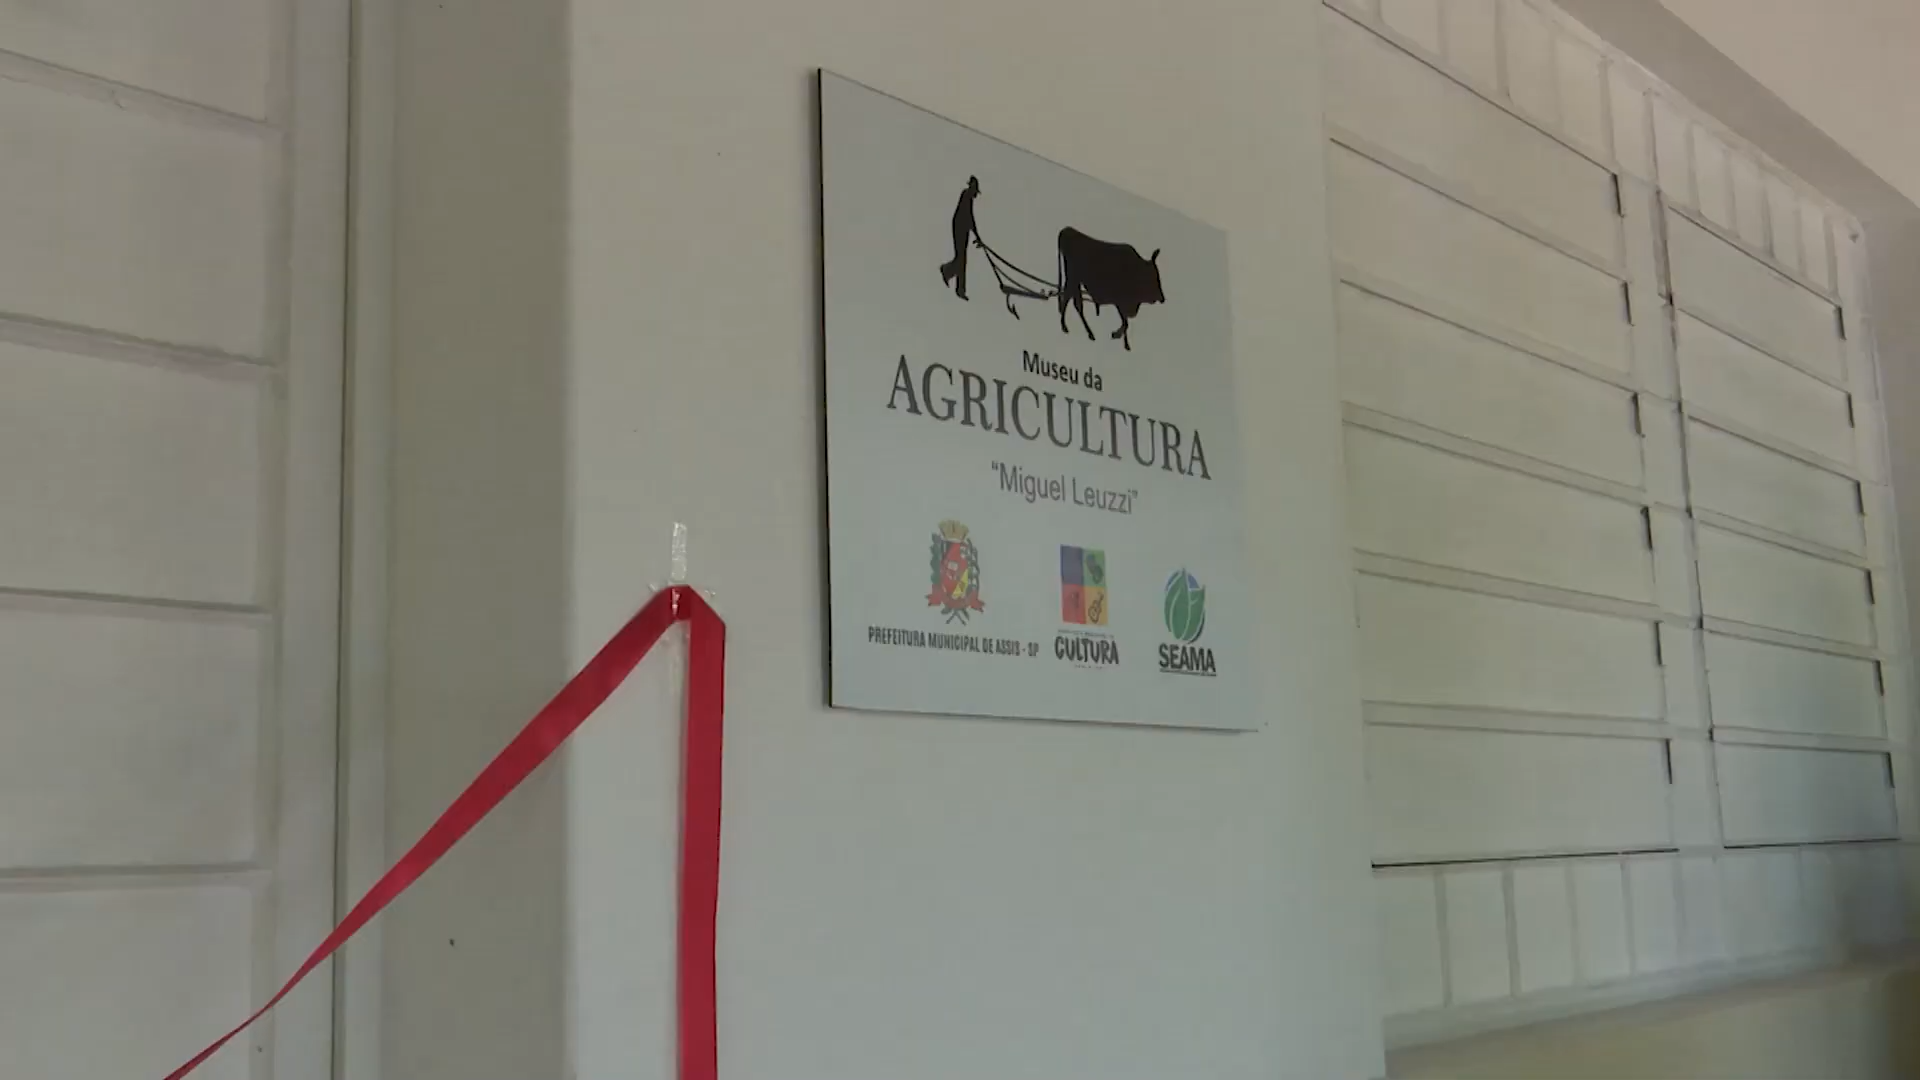 Museu da
AGRICULTURA
"Miguel Leuzzi"
PREFEITURA MUNICIPAL DE ASSIS - SP
CULTURA
SEAMA